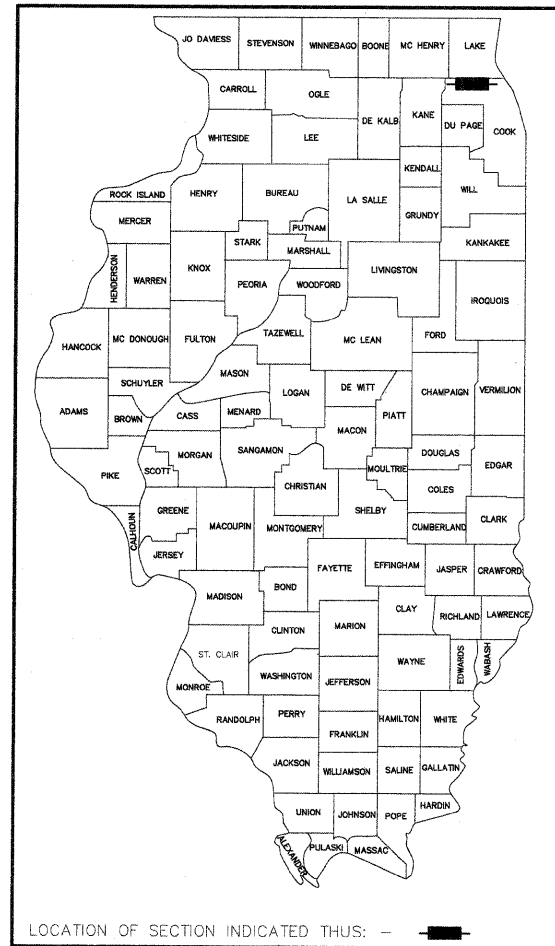 JO DAVIESS STEVENSON WINNEBAGO BOONE MC HENRY LAKE
CARROLL OGLE DE KALB KANE DU PAGE COOK
WHITESIDE LEE
KENDALL WILL
ROCK ISLAND HENRY BUREAU LA SALLE GRUNDY
MERCER PUTNAM KANKAKEE
STARK MARSHALL
HENDERSON WARREN KNOX PEORIA WOODFORD LIVINGSTON IROQUOIS
HANCOCK MC DONOUGH FULTON TAZEWELL MC LEAN FORD
MASON
SCHUYLER LOGAN DE WITT CHAMPAIGN VERMILION
ADAMS BROWN CASS MENARD MACON PIATT
PIKE SCOTT MORGAN SANGAMON MOULTRIE DOUGLAS EDGAR
CHRISTIAN COLES
CALHOUN GREENE MACOUPIN MONTGOMERY SHELBY CUMBERLAND CLARK
JERSEY
FAYETTE EFFINGHAM JASPER CRAWFORD
MADISON BOND CLAY
CLINTON MARION RICHLAND LAWRENCE
ST. CLAIR WAYNE EDWARDS WABASH
WASHINGTON JEFFERSON
MONROE
RANDOLPH PERRY HAMILTON WHITE
FRANKLIN
JACKSON WILLIAMSON SALINE GALLATIN
UNION JOHNSON POPE HARDIN
ALEXANDER PULASKI MASSAC
LOCATION OF SECTION INDICATED THUS: –